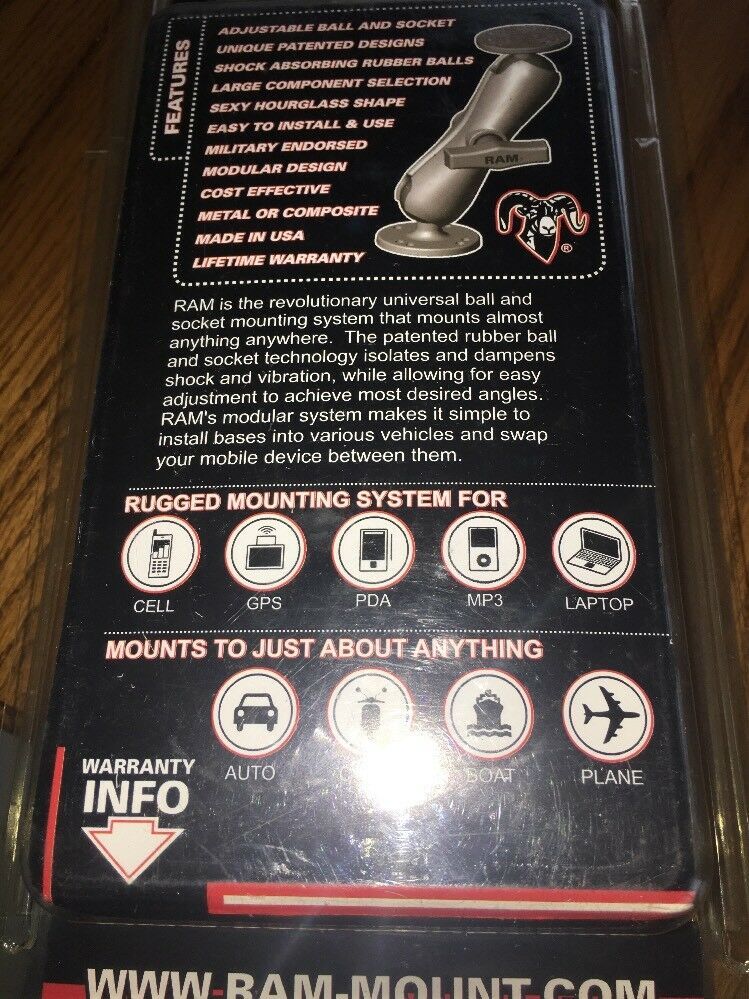 FEATURES
ADJUSTABLE BALL AND SOCKET
UNIQUE PATENTED DESIGNS
SHOCK ABSORBING RUBBER BALLS
LARGE COMPONENT SELECTION
SEXY HOURGLASS SHAPE
EASY TO INSTALL & USE
MILITARY ENDORSED
MODULAR DESIGN
COST EFFECTIVE
METAL OR COMPOSITE
MADE IN USA
LIFETIME WARRANTY
RAM
®
RAM is the revolutionary universal ball and
socket mounting system that mounts almost
anything anywhere. The patented rubber ball
and socket technology isolates and dampens
shock and vibration, while allowing for easy
adjustment to achieve most desired angles.
RAM's modular system makes it simple to
install bases into various vehicles and swap
your mobile device between them.
RUGGED MOUNTING SYSTEM FOR
CELL GPS PDA MP3 LAPTOP
MOUNTS TO JUST ABOUT ANYTHING
AUTO BOAT PLANE
WARRANTY
INFO
WWW.RAM-MOUNT.COM